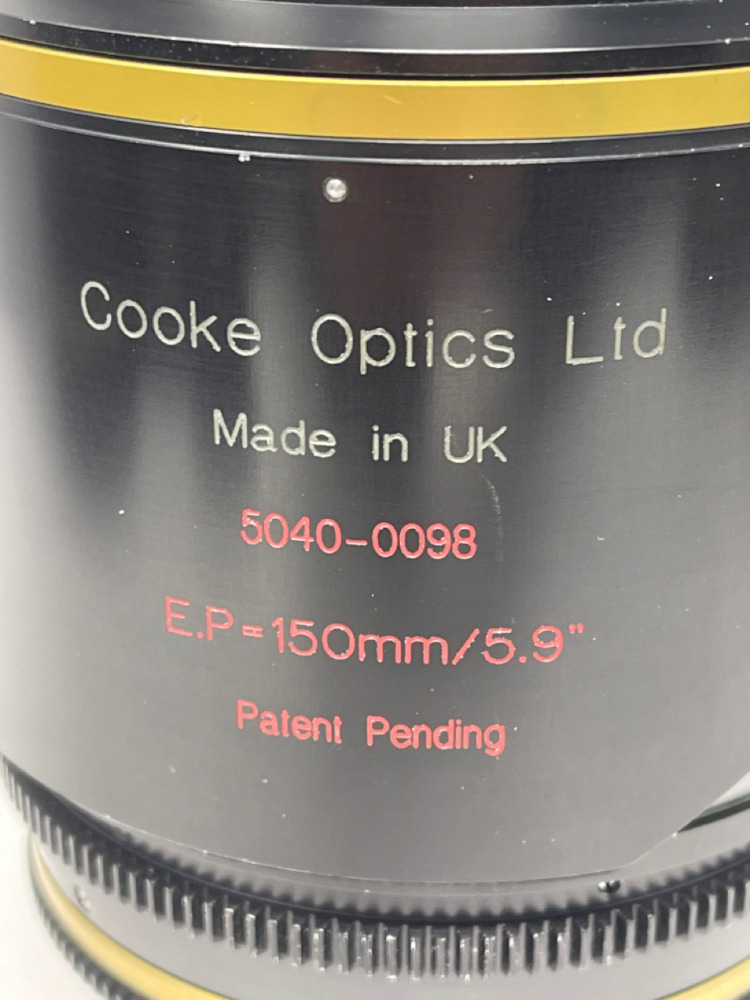 Cooke Optics Ltd
Made in UK
5040-0098
E.P=150mm/5.9"
Patent Pending